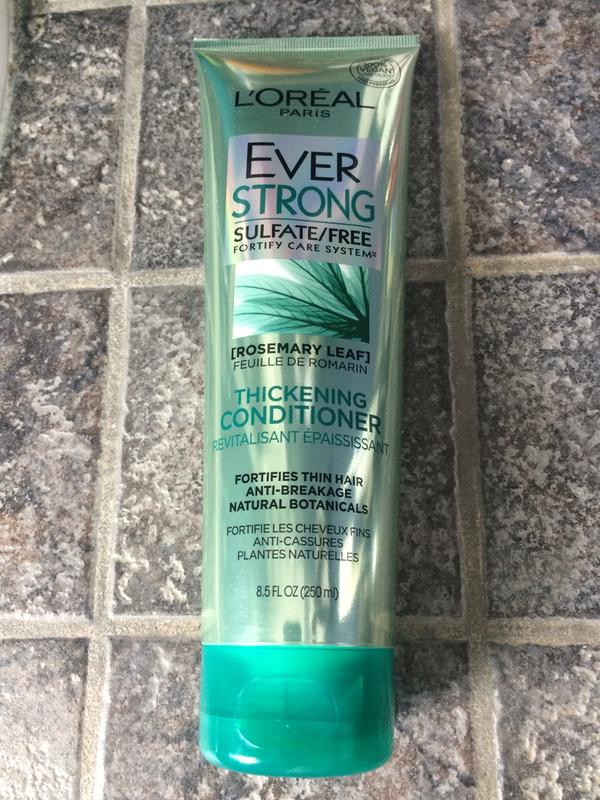 100%
VEGAN
L'ORÉAL
PARIS
EVER
STRONG
SULFATE/FREE
FORTIFY CARE SYSTEM
[ROSEMARY LEAF]
FEUILLE DE ROMARIN
THICKENING
CONDITIONER
REVITALISANT ÉPAISSISSANT
FORTIFIES THIN HAIR
ANTI-BREAKAGE
NATURAL BOTANICALS
FORTIFIE LES CHEVEUX FINS
ANTI-CASSURES
PLANTES NATURELLES
8.5 FL OZ (250 ml)